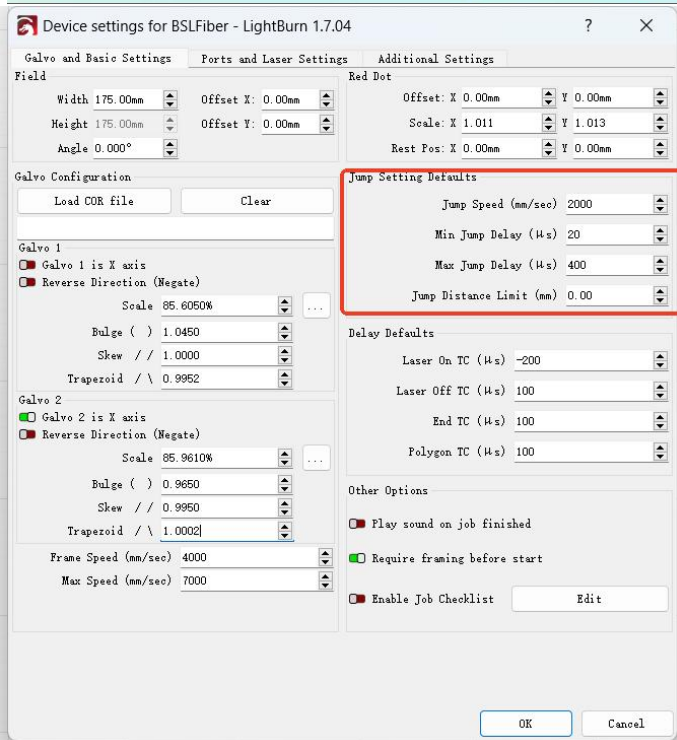 Device settings for BSLFiber - LightBurn 1.7.04 ? ×
Galvo and Basic Settings Ports and Laser Settings Additional Settings
Field
Width 175.00mm Offset X: 0.00mm
Height 175.00mm Offset Y: 0.00mm
Angle 0.000°
Galvo Configuration
Load COR file Clear
Galvo 1
Galvo 1 is X axis
Reverse Direction (Negate)
Scale 85.6050% ...
Bulge ( ) 1.0450
Skew / / 1.0000
Trapezoid / \ 0.9952
Galvo 2
Galvo 2 is X axis
Reverse Direction (Negate)
Scale 85.9610% ...
Bulge ( ) 0.9650
Skew / / 0.9950
Trapezoid / \ 1.0002
Frame Speed (mm/sec) 4000
Max Speed (mm/sec) 7000
Red Dot
Offset: X 0.00mm Y 0.00mm
Scale: X 1.011 Y 1.013
Rest Pos: X 0.00mm Y 0.00mm
Jump Setting Defaults
Jump Speed (mm/sec) 2000
Min Jump Delay (µs) 20
Max Jump Delay (µs) 400
Jump Distance Limit (mm) 0.00
Delay Defaults
Laser On TC (µs) -200
Laser Off TC (µs) 100
End TC (µs) 100
Polygon TC (µs) 100
Other Options
Play sound on job finished
Require framing before start
Enable Job Checklist Edit
OK Cancel